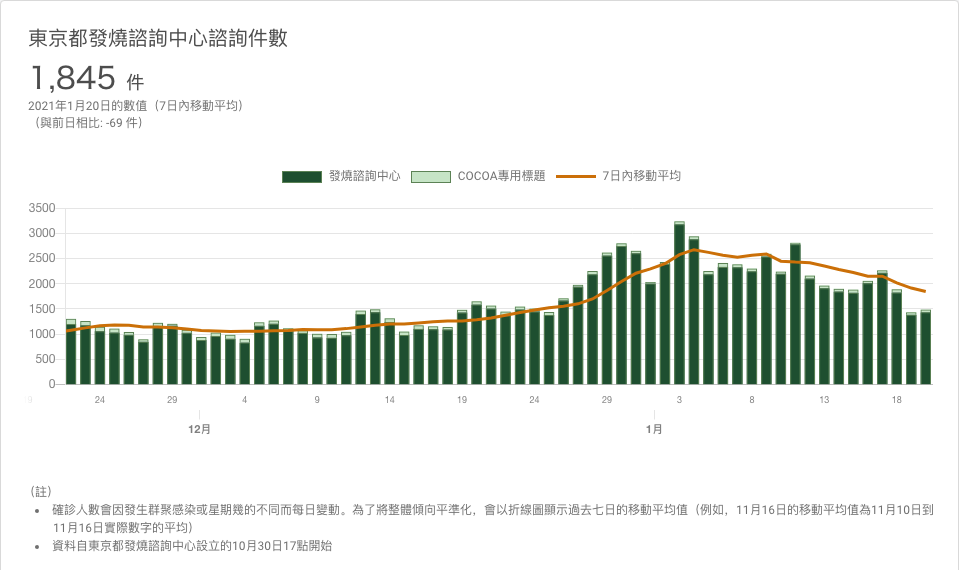 東京都發燒諮詢中心諮詢件數
1,845 件
2021年1月20日的數值（7日內移動平均）
（與前日相比: -69 件）
發燒諮詢中心 COCOA專用標題 7日內移動平均
3500
3000
2500
2000
1500
1000
500
0
24 29 4 9 14 19 24 29 3 8 13 18
12月 1月
（註）
• 確診人數會因發生群聚感染或星期幾的不同而每日變動。為了將整體傾向平準化，會以折線圖顯示過去七日的移動平均值（例如，11月16日的移動平均值為11月10日到
11月16日實際數字的平均）
• 資料自東京都發燒諮詢中心設立的10月30日17點開始